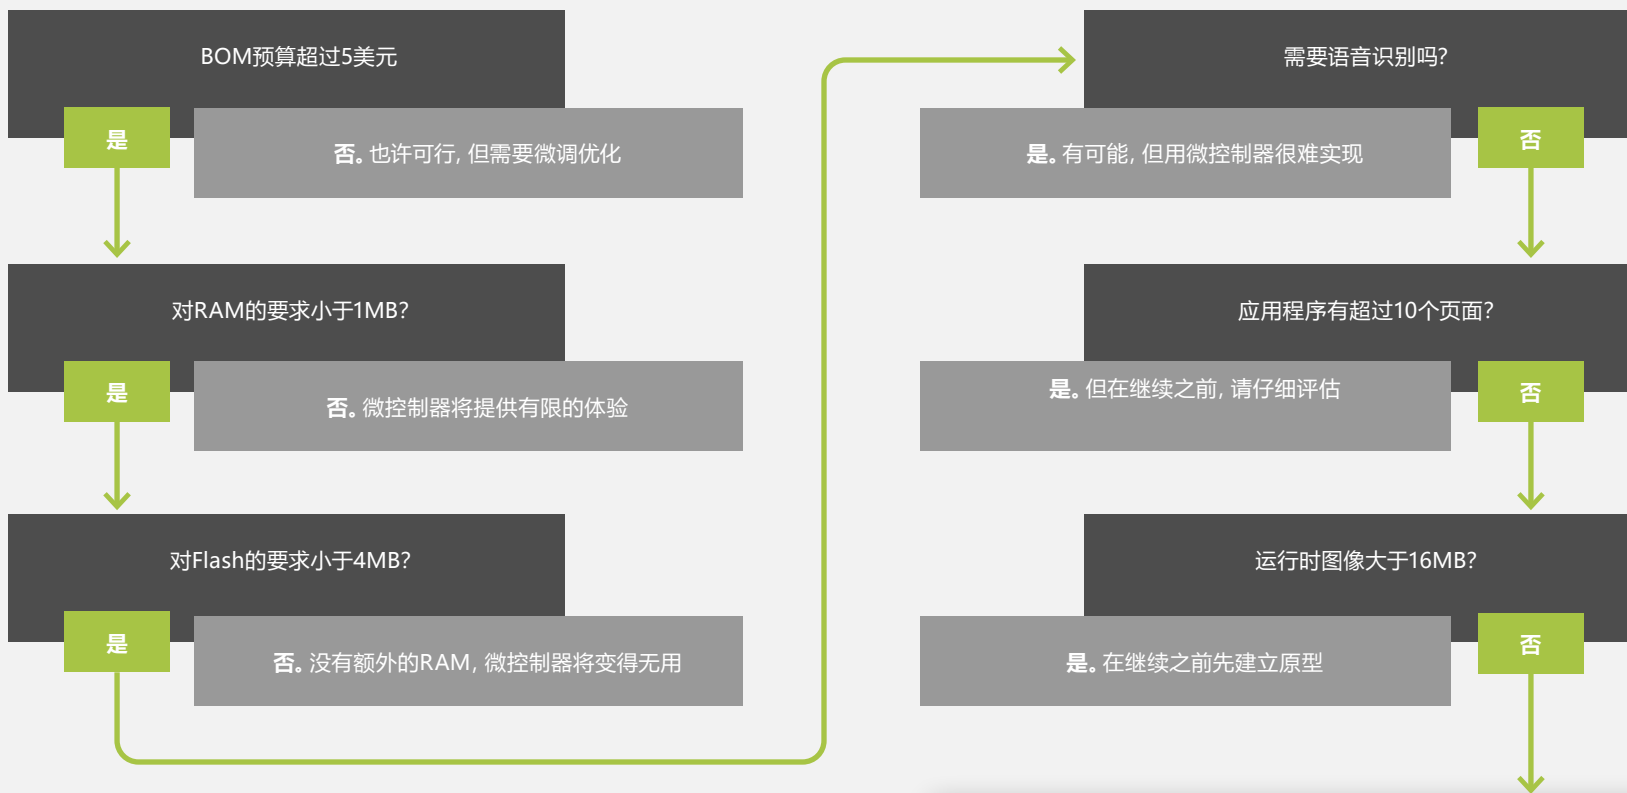 BOM预算超过5美元
是
否。也许可行, 但需要微调优化
对RAM的要求小于1MB?
是
否。微控制器将提供有限的体验
对Flash的要求小于4MB?
是
否。没有额外的RAM, 微控制器将变得无用
需要语音识别吗?
是。有可能, 但用微控制器很难实现
否
应用程序有超过10个页面?
是。但在继续之前, 请仔细评估
否
运行时图像大于16MB?
是。在继续之前先建立原型
否